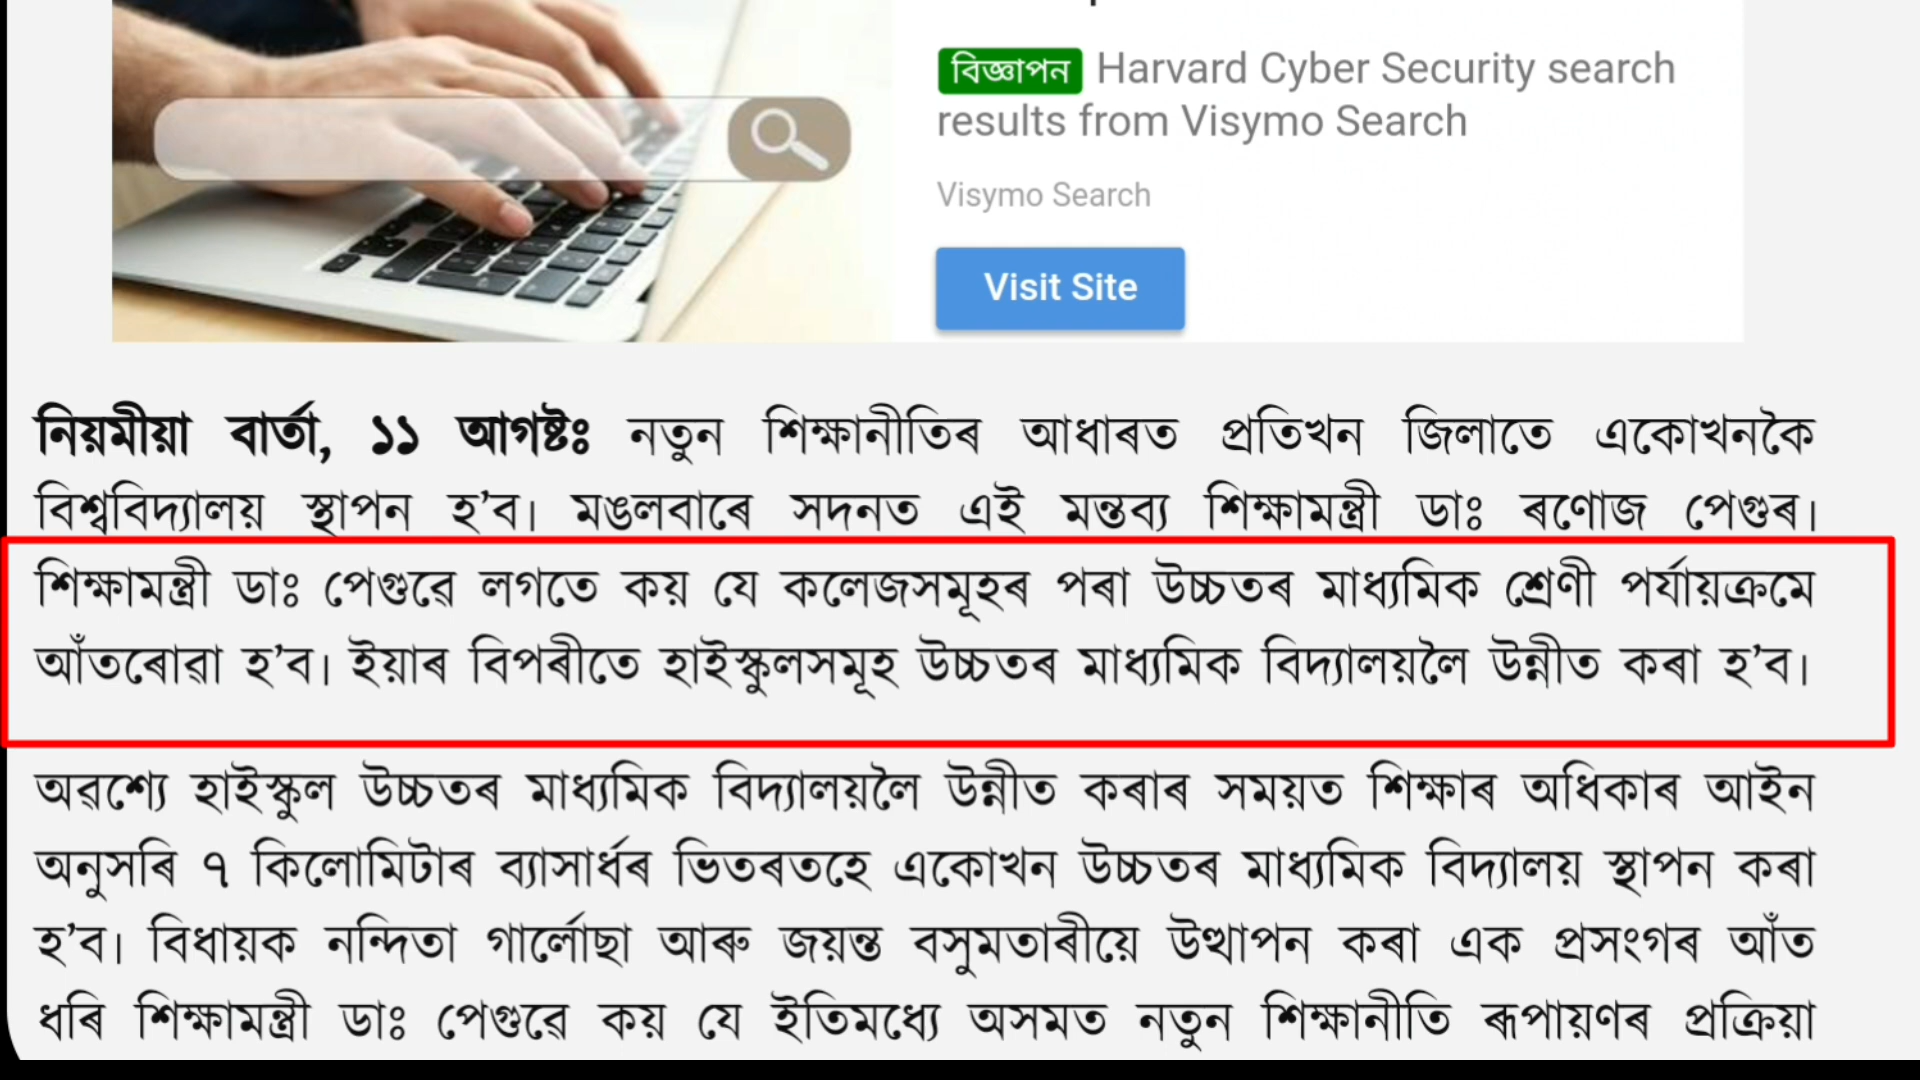 বিজ্ঞাপন Harvard Cyber Security search
results from Visymo Search
Visymo Search
Visit Site
নিয়মীয়া বাৰ্তা, ১১ আগষ্টঃ নতুন শিক্ষানীতিৰ আধাৰত প্ৰতিখন জিলাতে একোখনকৈ
বিশ্ববিদ্যালয় স্থাপন হ’ব। মঙলবাৰে সদনত এই মন্তব্য শিক্ষামন্ত্ৰী ডাঃ ৰণোজ পেগুৰ।
শিক্ষামন্ত্ৰী ডাঃ পেগুৱে লগতে কয় যে কলেজসমূহৰ পৰা উচ্চতৰ মাধ্যমিক শ্ৰেণী পৰ্যায়ক্ৰমে
আঁতৰোৱা হ’ব। ইয়াৰ বিপৰীতে হাইস্কুলসমূহ উচ্চতৰ মাধ্যমিক বিদ্যালয়লৈ উন্নীত কৰা হ’ব।
অৱশ্যে হাইস্কুল উচ্চতৰ মাধ্যমিক বিদ্যালয়লৈ উন্নীত কৰাৰ সময়ত শিক্ষাৰ অধিকাৰ আইন
অনুসৰি ৭ কিলোমিটাৰ ব্যাসাৰ্ধৰ ভিতৰতহে একোখন উচ্চতৰ মাধ্যমিক বিদ্যালয় স্থাপন কৰা
হ’ব। বিধায়ক নন্দিতা গাৰ্লোছা আৰু জয়ন্ত বসুমতাৰীয়ে উত্থাপন কৰা এক প্ৰসংগৰ আঁত
ধৰি শিক্ষামন্ত্ৰী ডাঃ পেগুৱে কয় যে ইতিমধ্যে অসমত নতুন শিক্ষানীতি ৰূপায়ণৰ প্ৰক্ৰিয়া